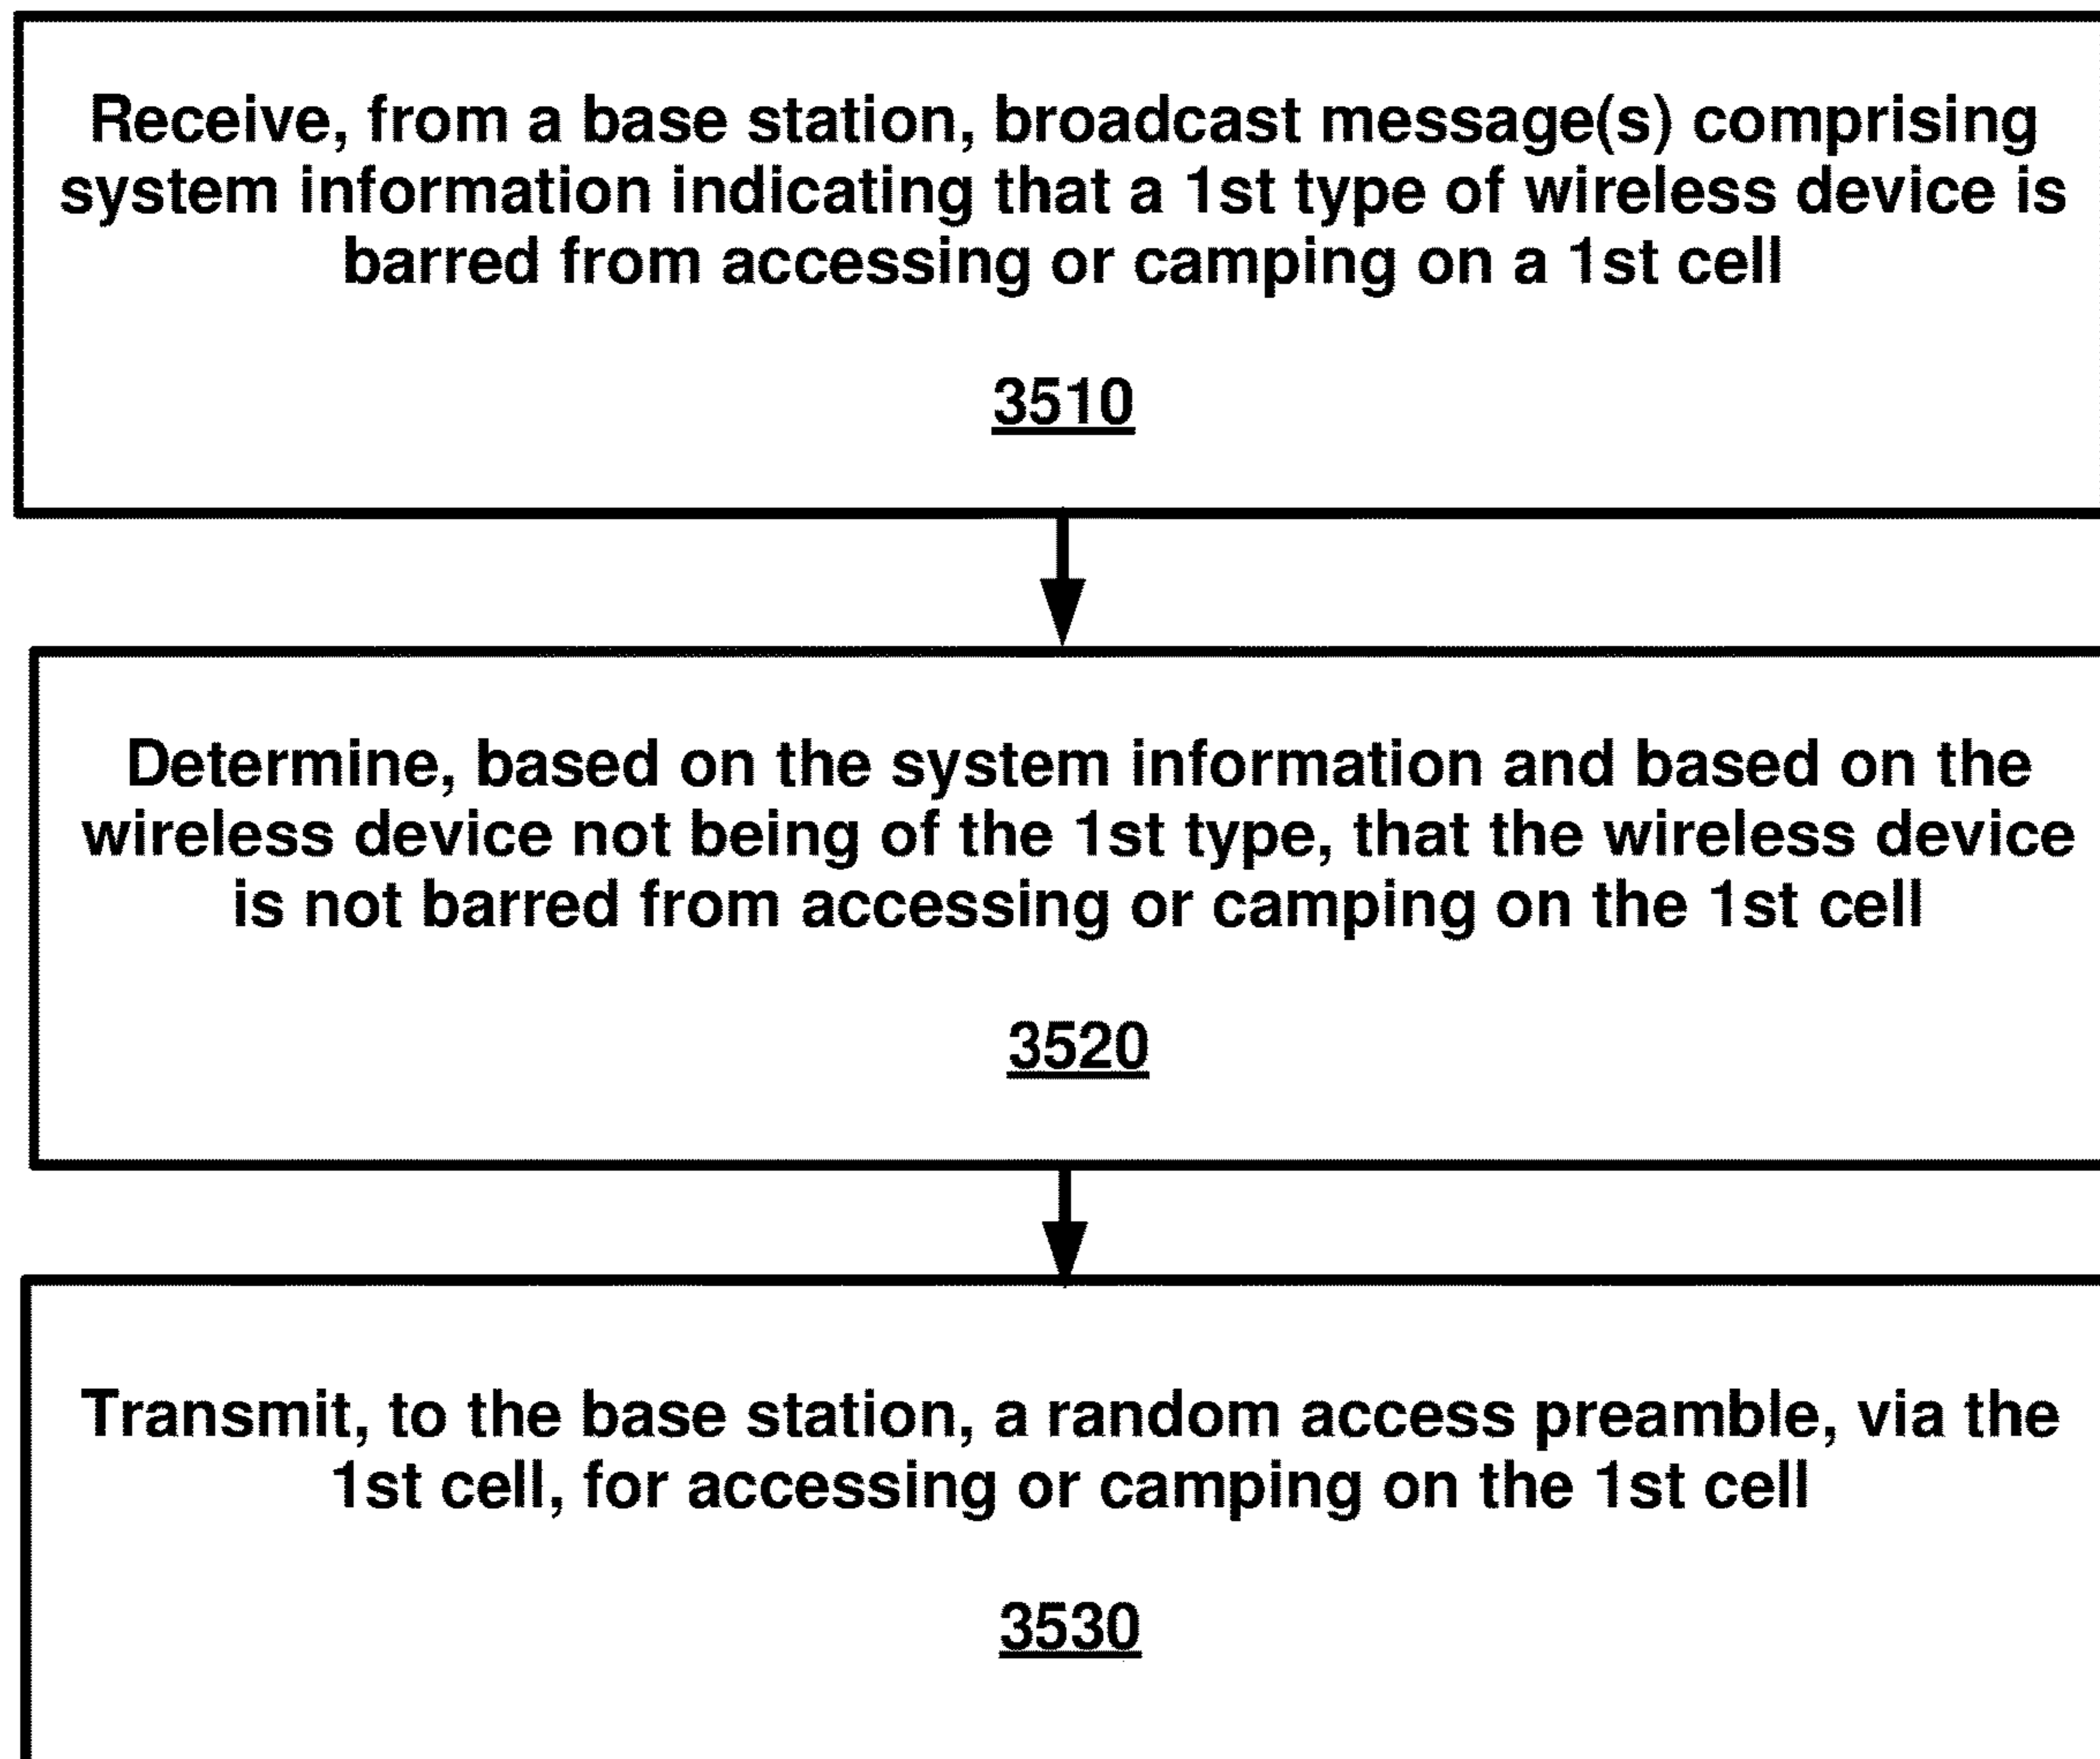 Receive, from a base station, broadcast message(s) comprising
system information indicating that a 1st type of wireless device is
barred from accessing or camping on a 1st cell
3510
Determine, based on the system information and based on the
wireless device not being of the 1st type, that the wireless device
is not barred from accessing or camping on the 1st cell
3520
Transmit, to the base station, a random access preamble, via the
1st cell, for accessing or camping on the 1st cell
3530